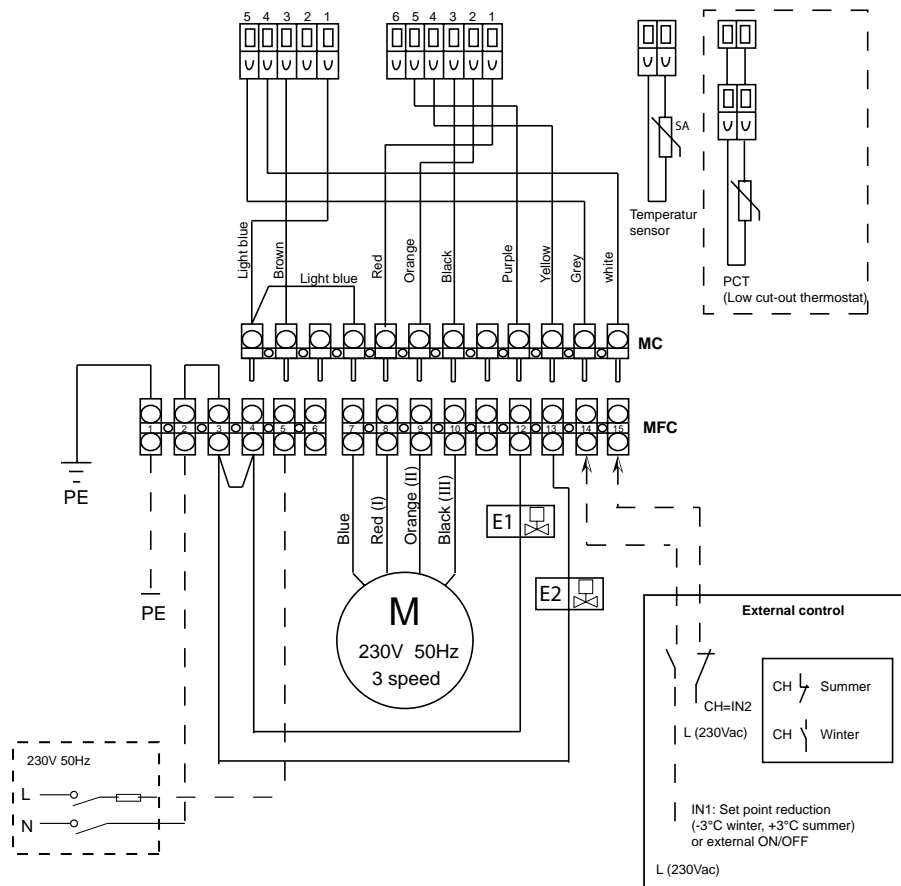 5 4 3 2 1
6 5 4 3 2 1
SA
Temperatur
sensor
PCT
(Low cut-out thermostat)
Light blue
Brown
Light blue
Red
Orange
Black
Purple
Yellow
Grey
white
MC
1 2 3 4 5 6 7 8 9 10 11 12 13 14 15
MFC
PE
PE
Blue
Red (I)
Orange (II)
Black (III)
E1
E2
M
230V 50Hz
3 speed
External control
CH=IN2
L (230Vac)
CH Summer
CH Winter
IN1: Set point reduction
(-3°C winter, +3°C summer)
or external ON/OFF
L (230Vac)
230V 50Hz
L
N